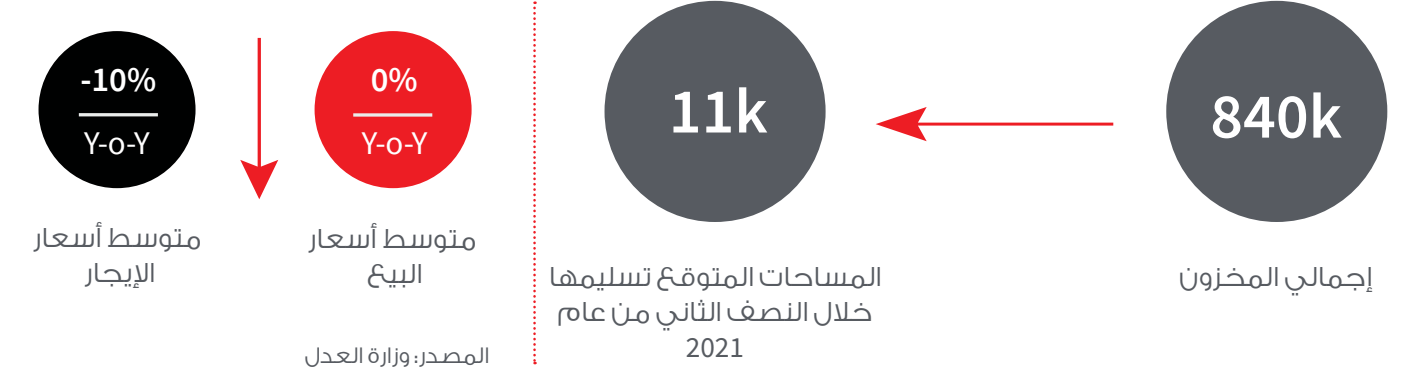 840k
إجمالي المخزون
11k
المساحات المتوقع تسليمها
خلال النصف الثاني من عام
2021
0%
Y-o-Y
متوسط أسعار
البيع
المصدر: وزارة العدل
-10%
Y-o-Y
متوسط أسعار
الإيجار